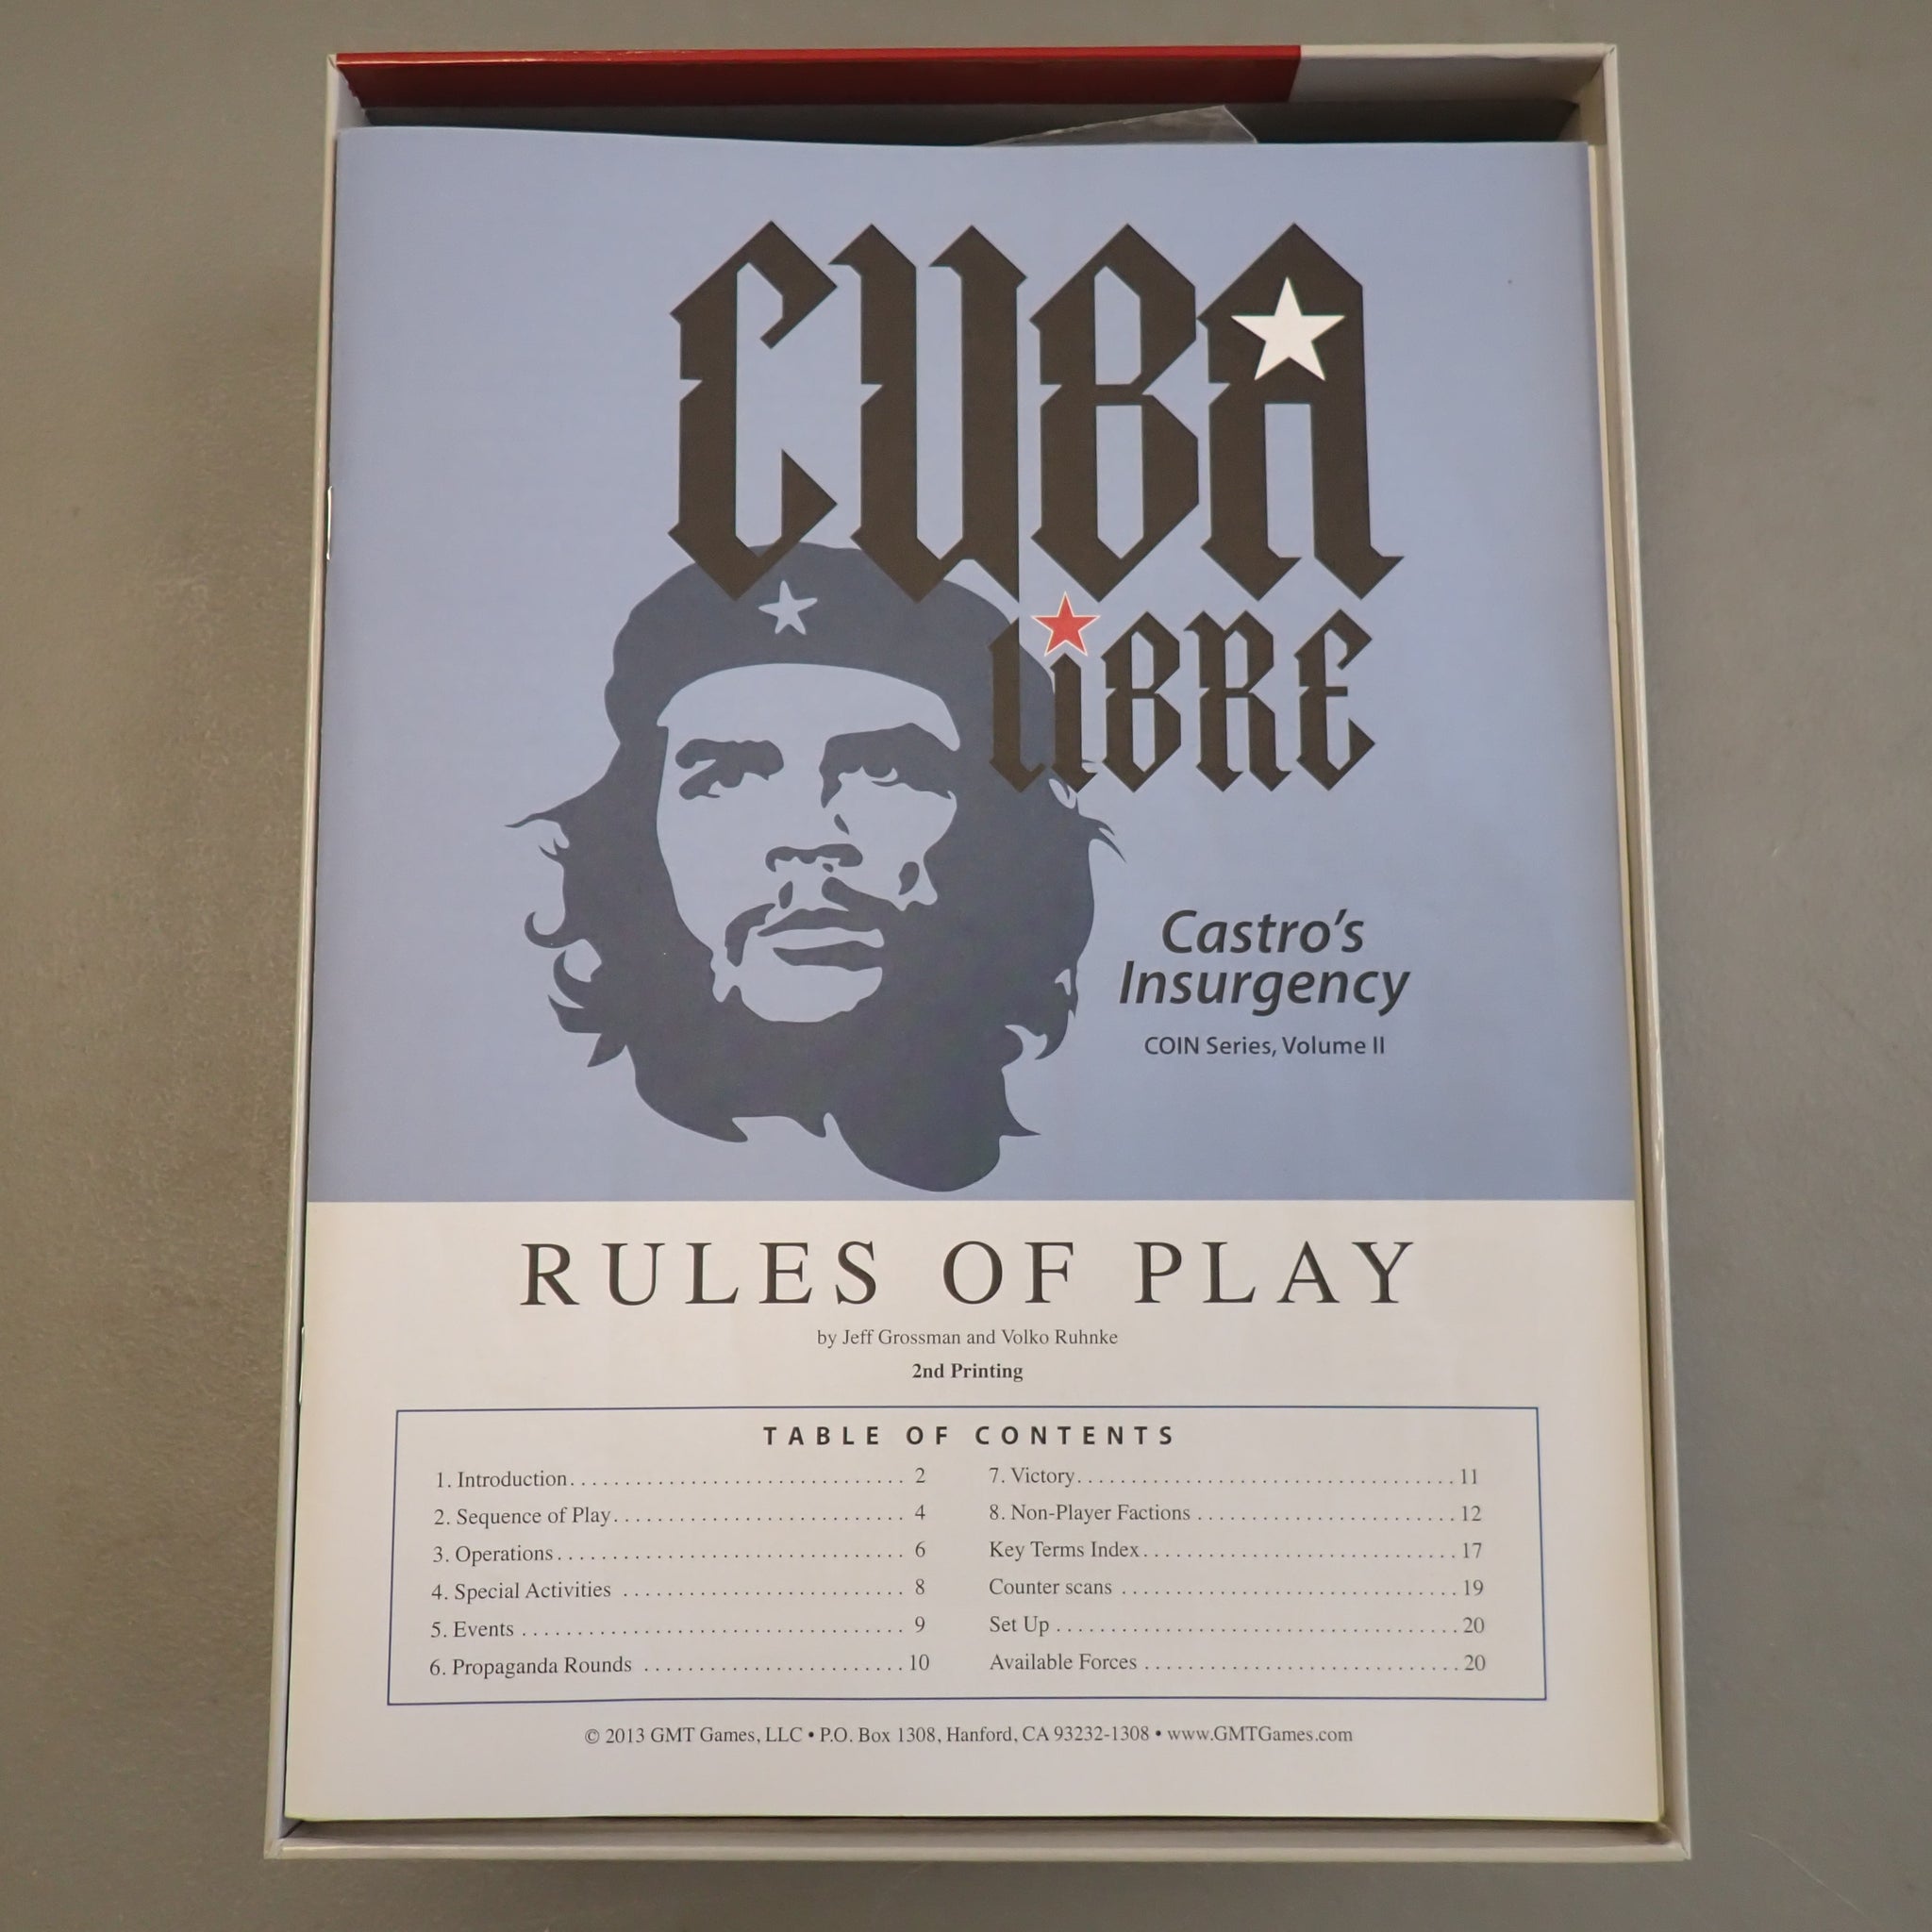 CUBA
LiBRE
Castro's
Insurgency
COIN Series, Volume II
RULES OF PLAY
by Jeff Grossman and Volko Ruhnke
2nd Printing
TABLE OF CONTENTS
1. Introduction.............................. 2
2. Sequence of Play.......................... 4
3. Operations................................ 6
4. Special Activities .......................... 8
5. Events ................................... 9
6. Propaganda Rounds ........................ 10
7. Victory................................... 11
8. Non-Player Factions ........................ 12
Key Terms Index............................. 17
Counter scans ............................... 19
Set Up ..................................... 20
Available Forces ............................. 20
© 2013 GMT Games, LLC • P.O. Box 1308, Hanford, CA 93232-1308 • www.GMTGames.com